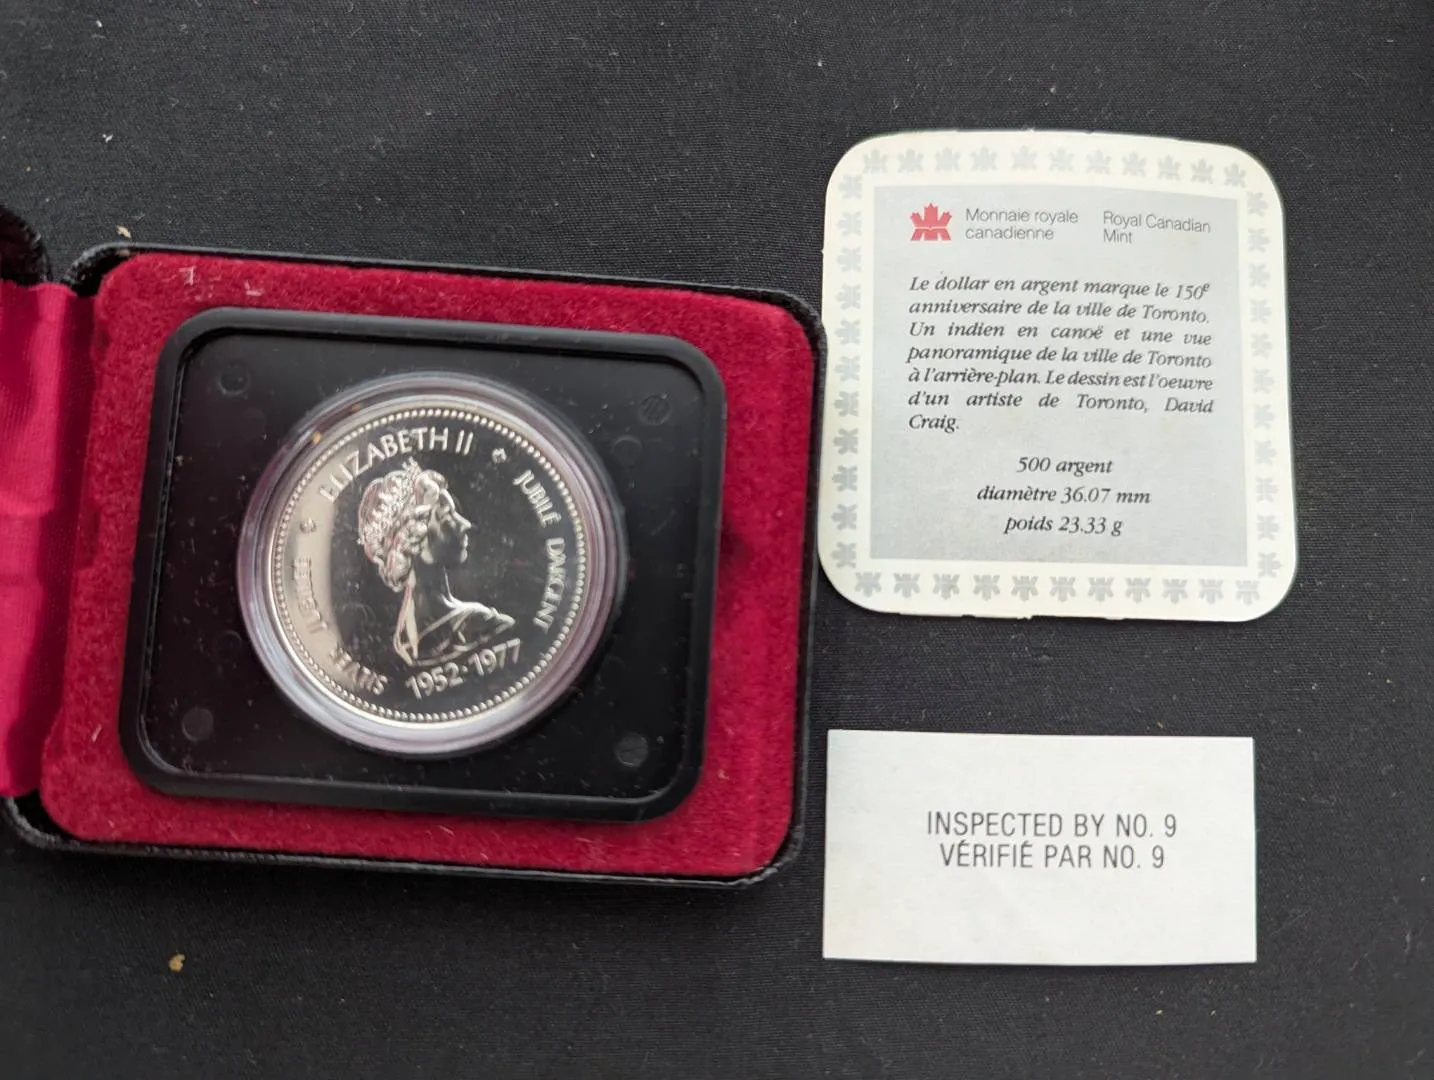 ELIZABETH II
JUBILÉ D'ARGENT
SILVER JUBILEE
1952·1977
Monnaie royale canadienne
Royal Canadian Mint
Le dollar en argent marque le 150e
anniversaire de la ville de Toronto.
Un indien en canoë et une vue
panoramique de la ville de Toronto
à l'arrière-plan. Le dessin est l'oeuvre
d'un artiste de Toronto, David
Craig.
500 argent
diamètre 36.07 mm
poids 23.33 g
INSPECTED BY NO. 9
VÉRIFIÉ PAR NO. 9